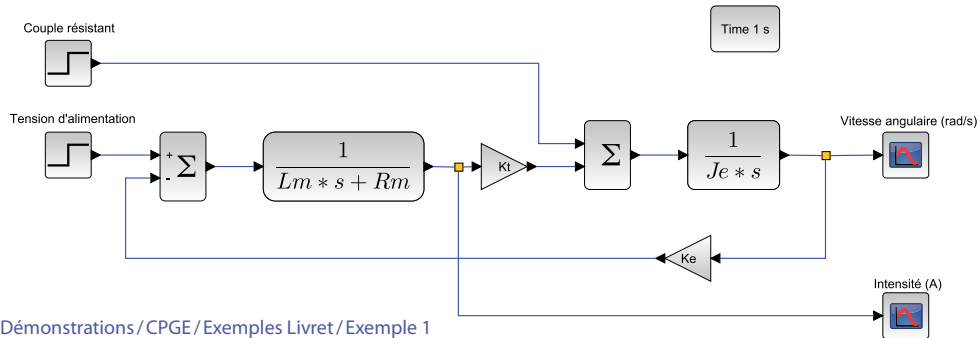 Couple résistant
Time 1 s
Tension d'alimentation
Vitesse angulaire (rad/s)
+
-
Σ
1
Lm * s + Rm
Kt
Σ
1
Je * s
Ke
Intensité (A)
Démonstrations / CPGE / Exemples Livret / Exemple 1